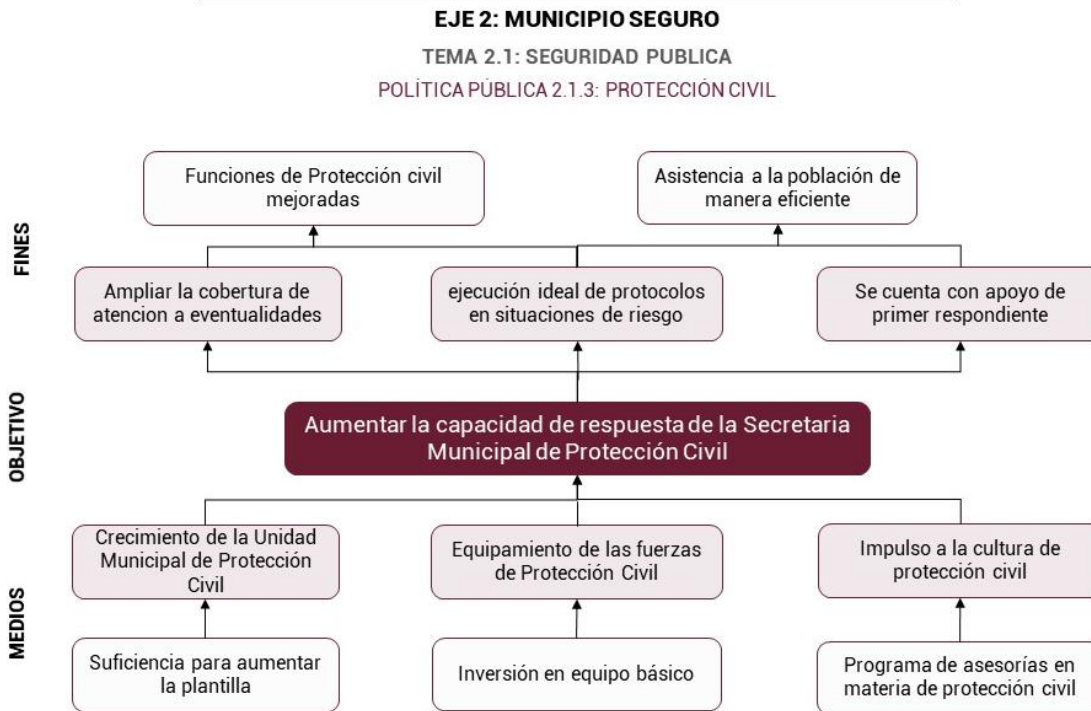 EJE 2: MUNICIPIO SEGURO
TEMA 2.1: SEGURIDAD PUBLICA
POLÍTICA PÚBLICA 2.1.3: PROTECCIÓN CIVIL
FINES
Funciones de Protección civil
mejoradas
Asistencia a la población de
manera eficiente
Ampliar la cobertura de
atencion a eventualidades
ejecución ideal de protocolos
en situaciones de riesgo
Se cuenta con apoyo de
primer respondiente
OBJETIVO
Aumentar la capacidad de respuesta de la Secretaria
Municipal de Protección Civil
MEDIOS
Crecimiento de la Unidad
Municipal de Protección
Civil
Equipamiento de las fuerzas
de Protección Civil
Impulso a la cultura de
protección civil
Suficiencia para aumentar
la plantilla
Inversión en equipo básico
Programa de asesorías en
materia de protección civil